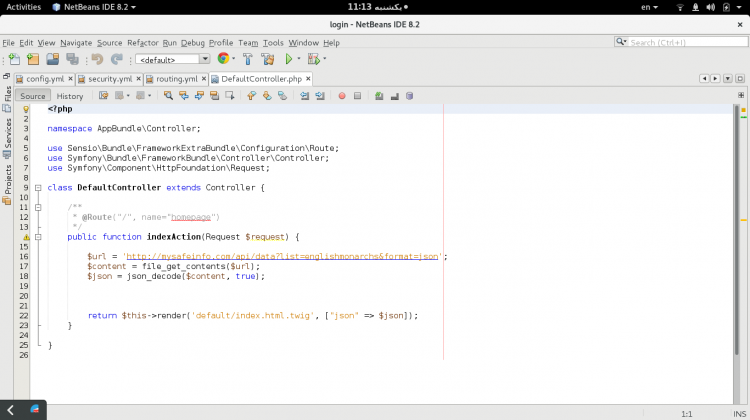 Activities NetBeans IDE 8.2 یکشنبه 11:13 en
login - NetBeans IDE 8.2 ×
File Edit View Navigate Source Refactor Run Debug Profile Team Tools Window Help Search (Ctrl+I)
<default>
config.yml × security.yml × routing.yml × DefaultController.php ×
Source History
Files
Services
Projects
1 <?php
2
3 namespace AppBundle\Controller;
4
5 use Sensio\Bundle\FrameworkExtraBundle\Configuration\Route;
6 use Symfony\Bundle\FrameworkBundle\Controller\Controller;
7 use Symfony\Component\HttpFoundation\Request;
8
9 class DefaultController extends Controller {
10
11 /**
12 * @Route("/", name="homepage")
13 */
public function indexAction(Request $request) {
15
16 $url = 'http://mysafeinfo.com/api/data?list=englishmonarchs&format=json';
17 $content = file_get_contents($url);
18 $json = json_decode($content, true);
19
20
21
22 return $this->render('default/index.html.twig', ["json" => $json]);
23 }
24
25 }
26
1:1 INS